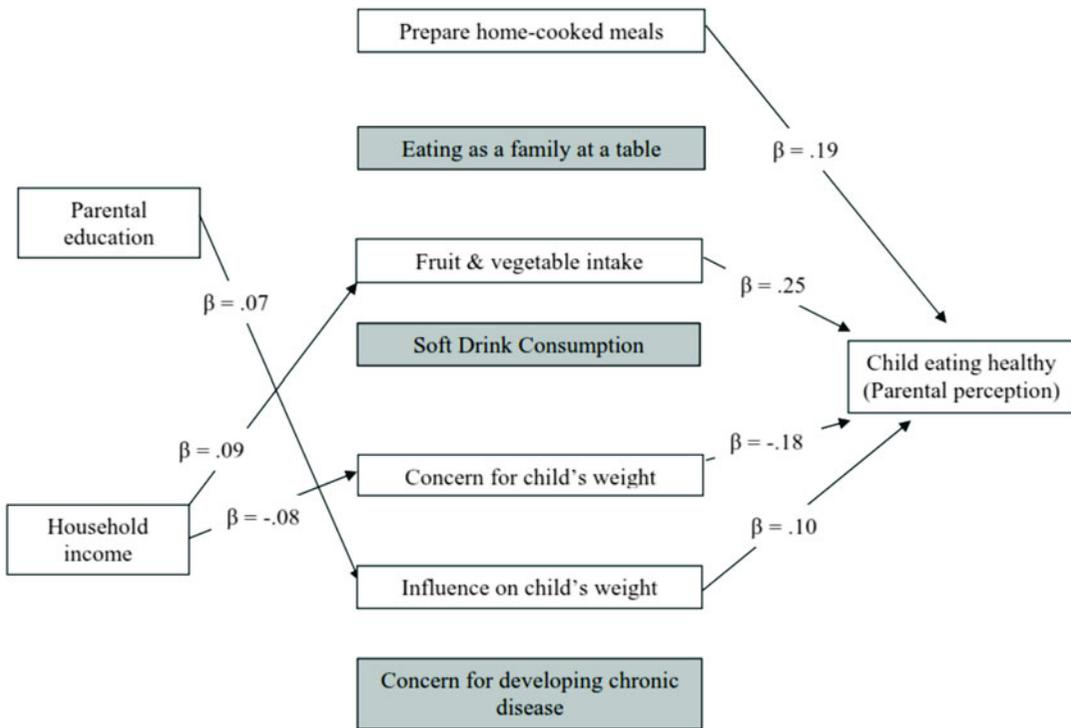 Prepare home-cooked meals
Eating as a family at a table
β = .19
Parental
education
Fruit & vegetable intake
β = .25
β = .07
Soft Drink Consumption
Child eating healthy
(Parental perception)
β = .09
β = -.18
Concern for child’s weight
β = -.08
Household
income
β = .10
Influence on child’s weight
Concern for developing chronic
disease